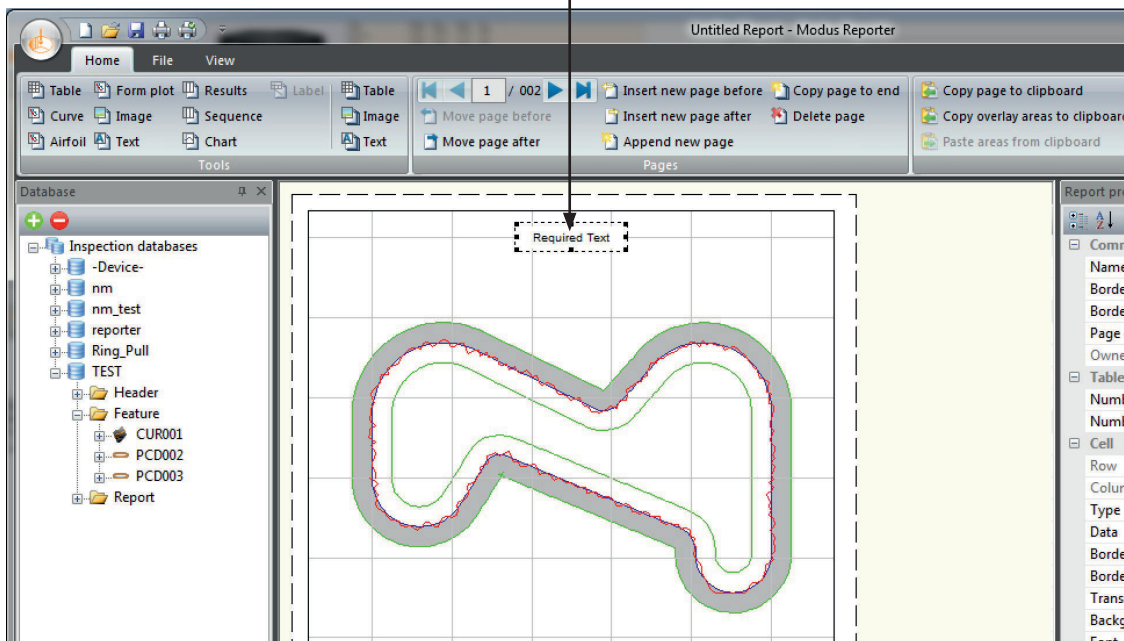 Untitled Report - Modus Reporter
Home File View
Table Form plot Results Label Table 1 / 002 Insert new page before Copy page to end Copy page to clipboard
Curve Image Sequence Image Move page before Insert new page after Delete page Copy overlay areas to clipboard
Airfoil Text Chart Text Move page after Append new page Paste areas from clipboard
Tools Pages
Database
Inspection databases
-Device-
nm
nm_test
reporter
Ring_Pull
TEST
Header
Feature
CUR001
PCD002
PCD003
Report
Required Text
Report pr
Comm
Name
Borde
Borde
Page
Owne
Table
Numb
Numb
Cell
Row
Colur
Type
Data
Borde
Borde
Trans
Backg